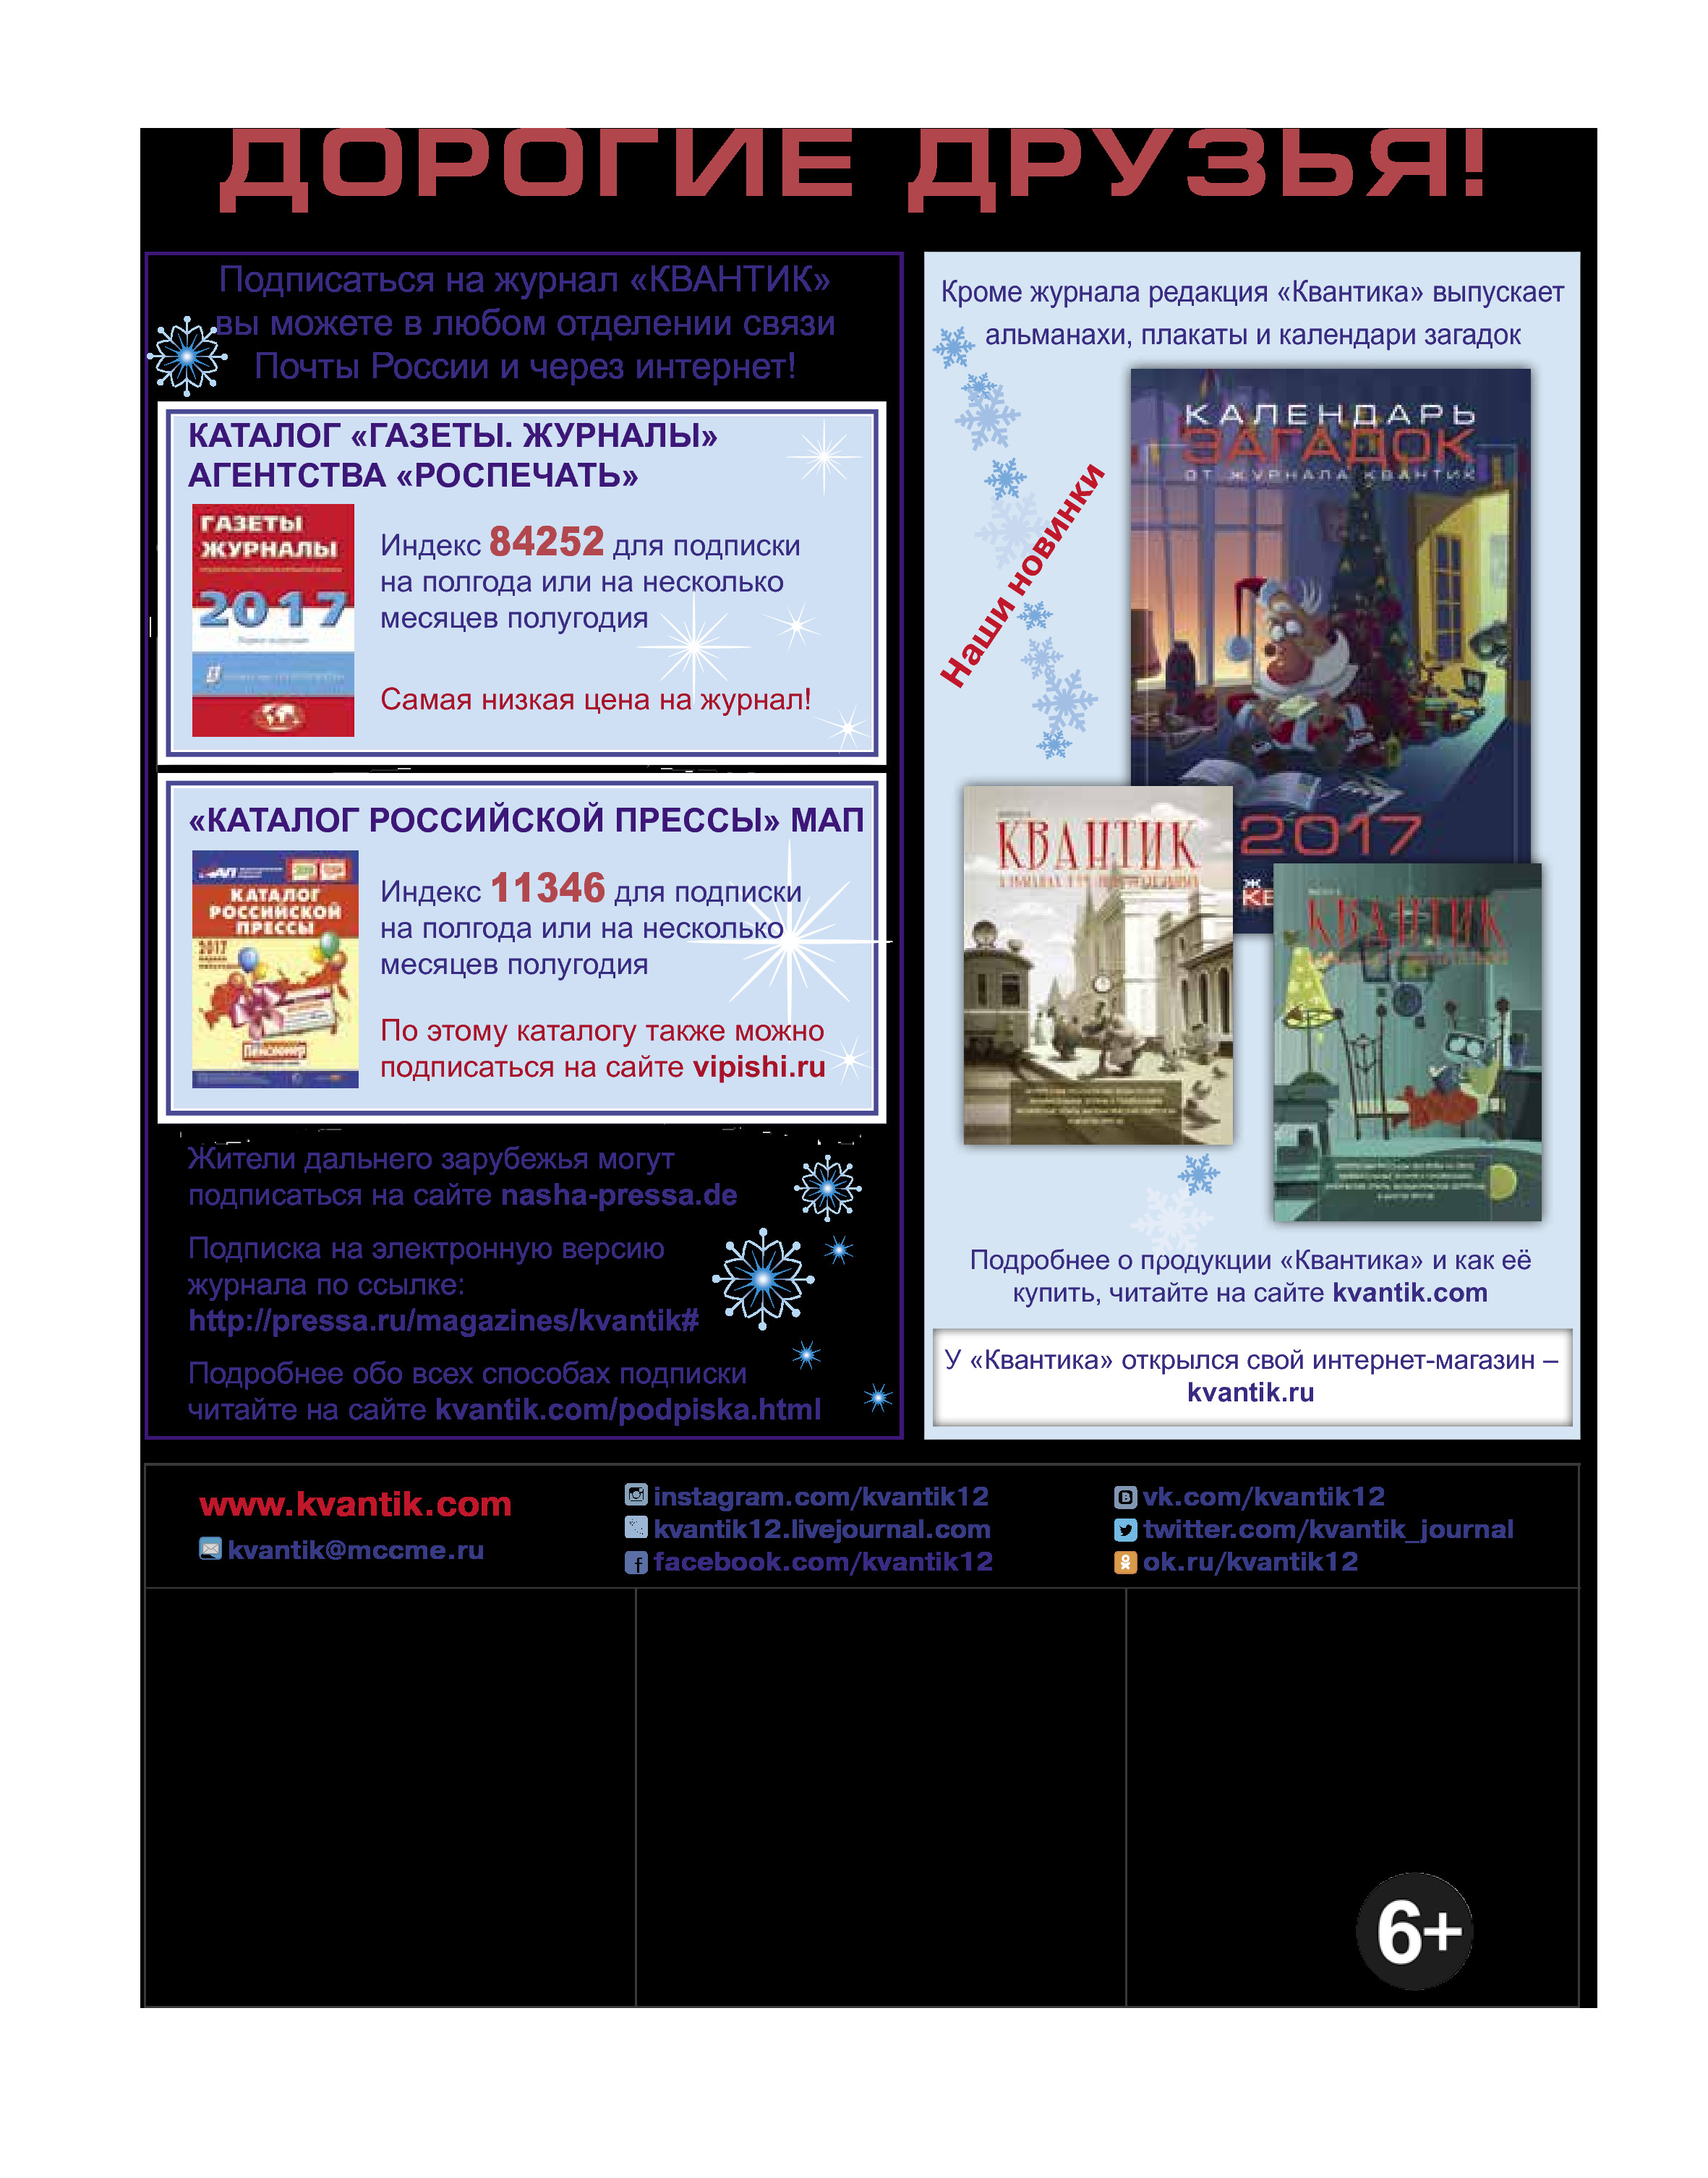 ДОРОГИЕ ДРУЗЬЯ!
Подписаться на журнал «КВАНТИК»
вы можете в любом отделении связи
Почты России и через интернет!
КАТАЛОГ «ГАЗЕТЫ. ЖУРНАЛЫ»
АГЕНТСТВА «РОСПЕЧАТЬ»
ГАЗЕТЫ
ЖУРНАЛЫ
2017
Индекс 84252 для подписки
на полгода или на несколько
месяцев полугодия
Самая низкая цена на журнал!
«КАТАЛОГ РОССИЙСКОЙ ПРЕССЫ» МАП
МАП
КАТАЛОГ
РОССИЙСКОЙ
ПРЕССЫ
2017
Индекс 11346 для подписки
на полгода или на несколько
месяцев полугодия
По этому каталогу также можно
подписаться на сайте vipishi.ru
Жители дальнего зарубежья могут
подписаться на сайте nasha-pressa.de
Подписка на электронную версию
журнала по ссылке:
http://pressa.ru/magazines/kvantik#
Подробнее обо всех способах подписки
читайте на сайте kvantik.com/podpiska.html
Кроме журнала редакция «Квантика» выпускает
альманахи, плакаты и календари загадок
Наши новинки
КАЛЕНДАРЬ
ЗАГАДОК
ОТ ЖУРНАЛА КВАНТИК
2017
КВАНТИК
КВАНТИК
Подробнее о продукции «Квантика» и как её
купить, читайте на сайте kvantik.com
У «Квантика» открылся свой интернет-магазин –
kvantik.ru
www.kvantik.com
kvantik@mccme.ru
instagram.com/kvantik12
kvantik12.livejournal.com
facebook.com/kvantik12
vk.com/kvantik12
twitter.com/kvantik_journal
ok.ru/kvantik12
6+